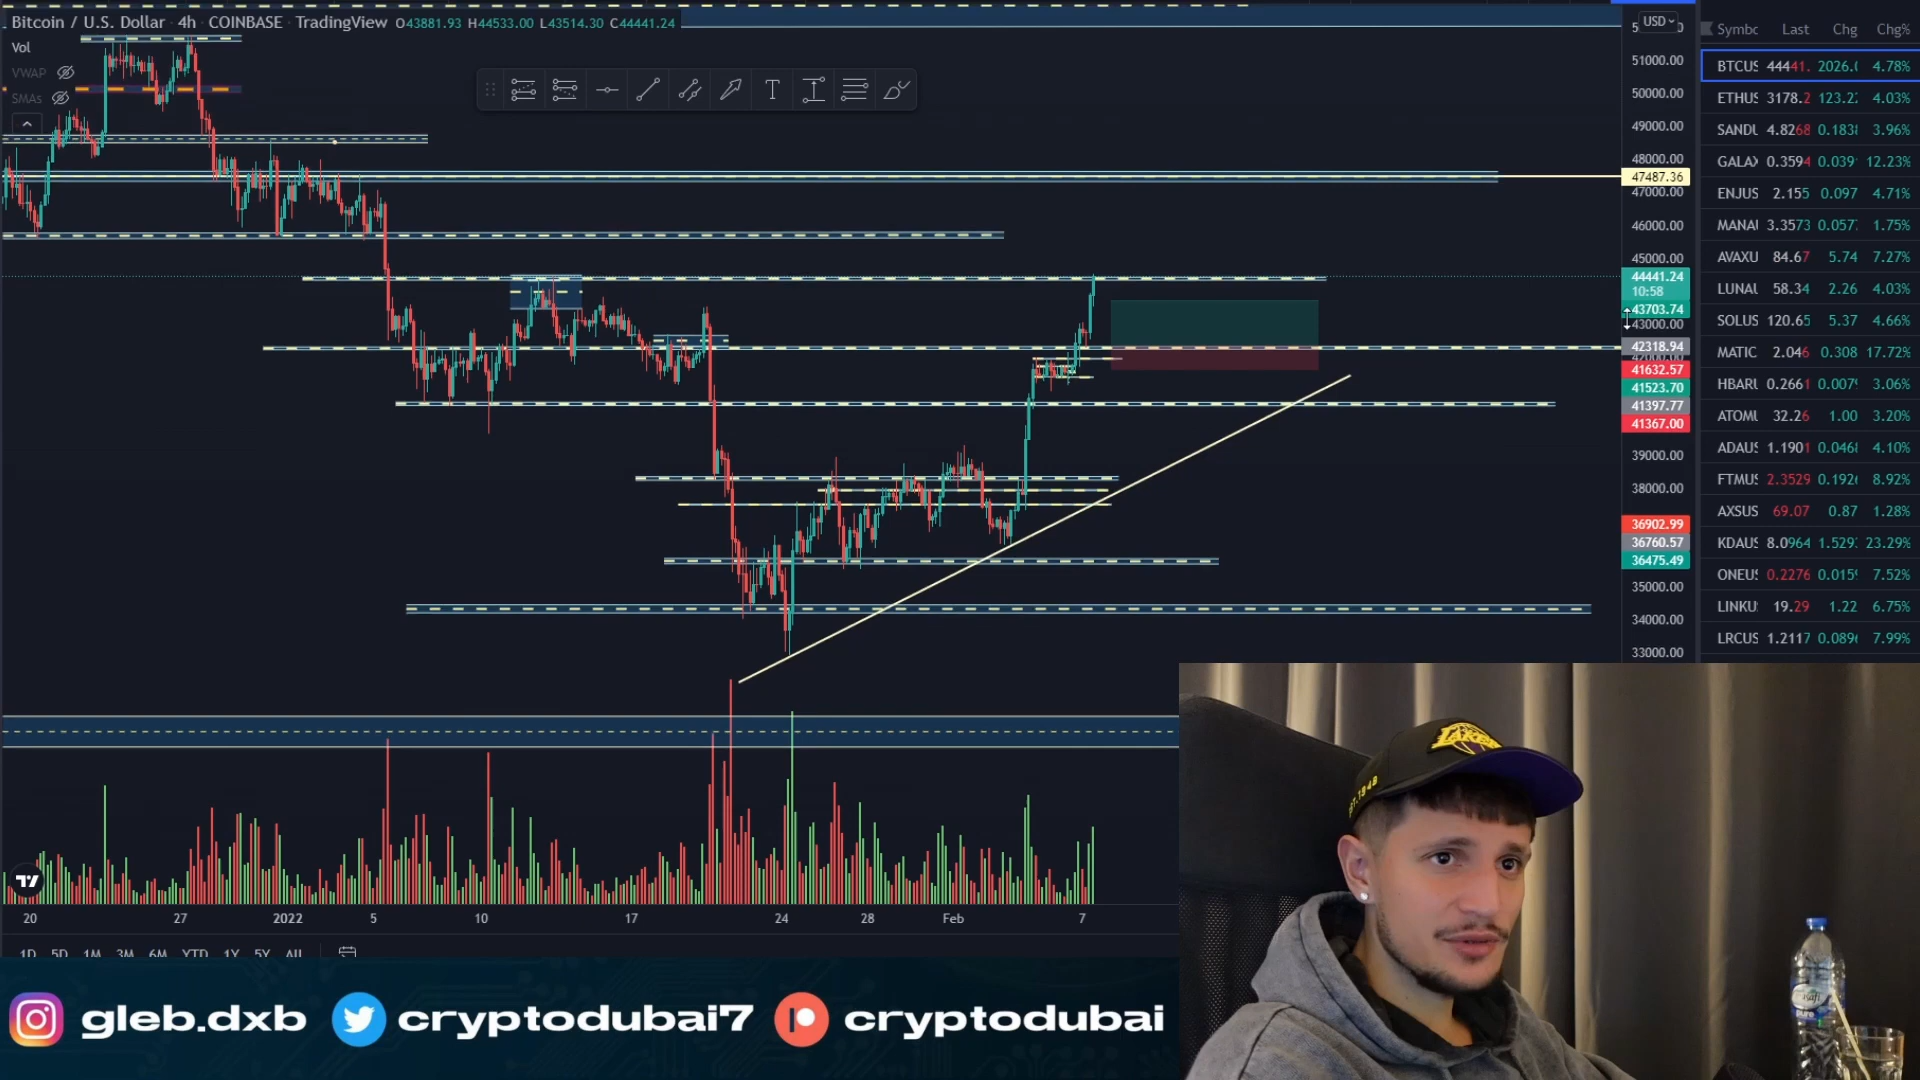 Bitcoin / U.S. Dollar 4h COINBASE TradingView O43881.93 H44533.00 L43514.30 C44441.24
Vol
VWAP
SMAs
T
USD
51000.00
50000.00
49000.00
48000.00
47487.36
47000.00
46000.00
45000.00
44441.24
10:58
43703.74
43000.00
42318.94
41632.57
41523.70
41397.77
41367.00
39000.00
38000.00
36902.99
36760.57
36475.49
35000.00
34000.00
33000.00
20 27 2022 5 10 17 24 28 Feb 7
1D 5D 1M 3M 6M YTD 1Y 5Y All
Symbc Last Chg Chg%
BTCUS 44441. 2026.0 4.78%
ETHUS 3178.2 123.22 4.03%
SANDU 4.8268 0.1838 3.96%
GALAX 0.3594 0.039 12.23%
ENJUS 2.155 0.097 4.71%
MANAU 3.3573 0.057 1.75%
AVAXU 84.67 5.74 7.27%
LUNAU 58.34 2.26 4.03%
SOLUS 120.65 5.37 4.66%
MATIC 2.046 0.308 17.72%
HBARU 0.2661 0.007 3.06%
ATOMU 32.26 1.00 3.20%
ADAUS 1.1901 0.046 4.10%
FTMUS 2.3529 0.192 8.92%
AXSUS 69.07 0.87 1.28%
KDAUS 8.0964 1.529 23.29%
ONEUS 0.2276 0.015 7.52%
LINKU 19.29 1.22 6.75%
LRCUS 1.2117 0.089 7.99%
LAKERS
gleb.dxb cryptodubai7 cryptodubai
pure